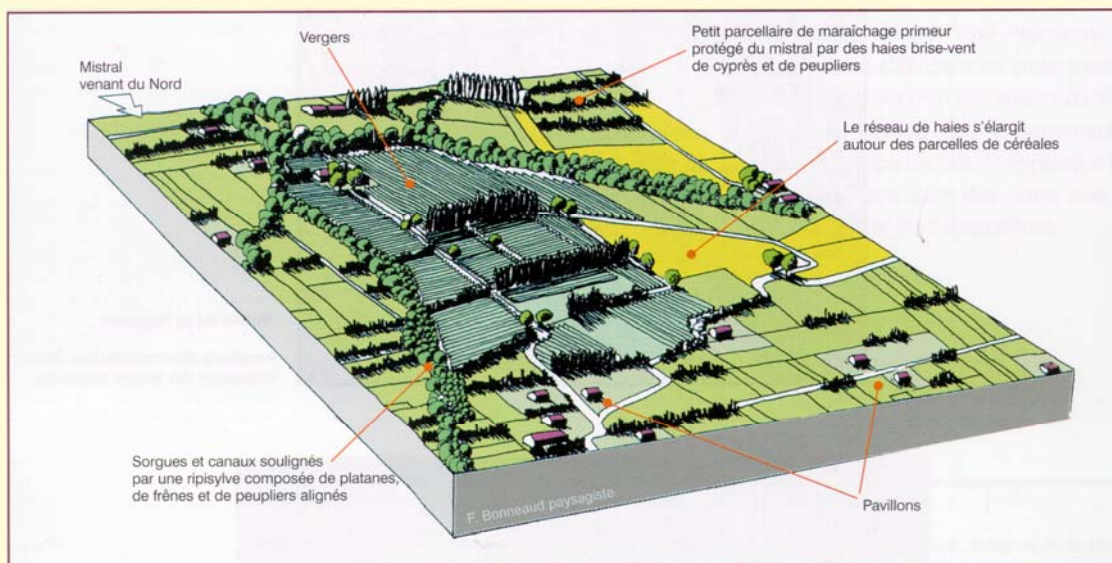 Vergers
Petit parcellaire de maraîchage primeur
protégé du mistral par des haies brise-vent
de cyprès et de peupliers
Mistral
venant du Nord
Le réseau de haies s'élargit
autour des parcelles de céréales
Sorgues et canaux soulignés
par une ripisylve composée de platanes,
de frênes et de peupliers alignés
F. Bonneaud paysagiste
Pavillons